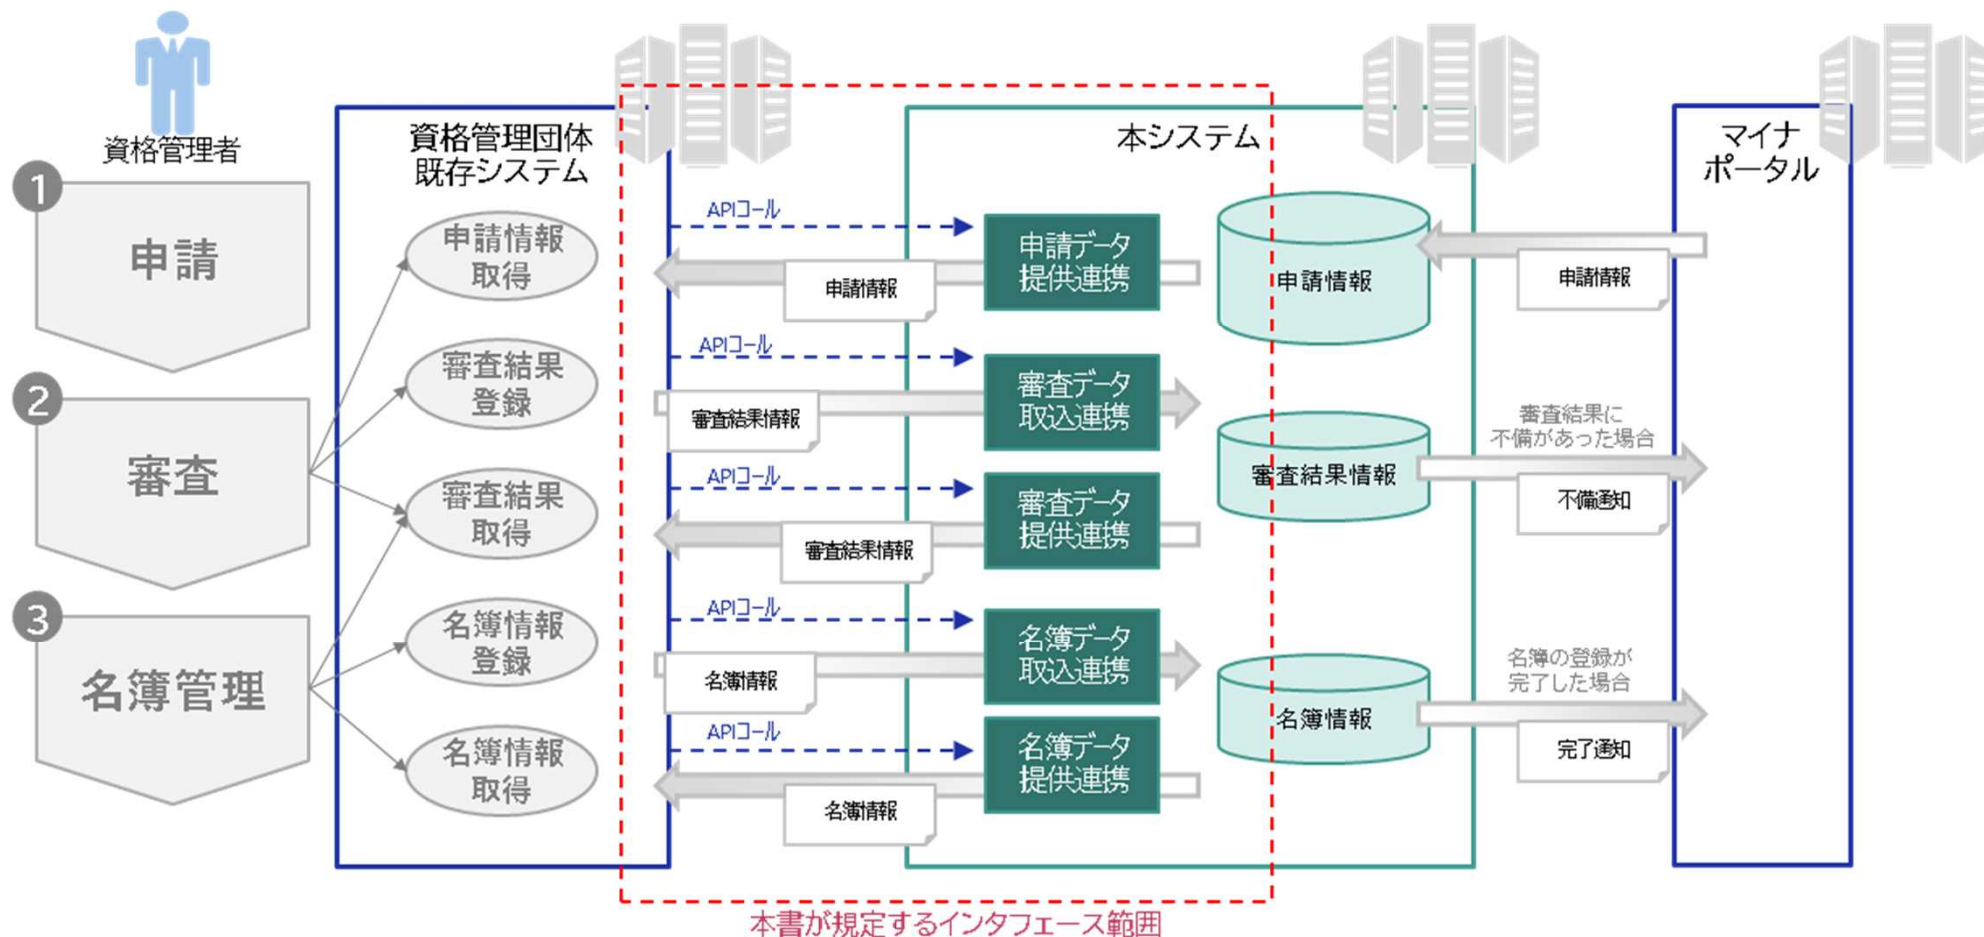 資格管理者
1
申請
2
審査
3
名簿管理
資格管理団体
既存システム
申請情報
取得
審査結果
登録
審査結果
取得
名簿情報
登録
名簿情報
取得
APIコール
申請情報
APIコール
審査結果情報
APIコール
審査結果情報
APIコール
名簿情報
APIコール
名簿情報
本システム
申請データ
提供連携
審査データ
取込連携
審査データ
提供連携
名簿データ
取込連携
名簿データ
提供連携
申請情報
審査結果情報
名簿情報
申請情報
審査結果に
不備があった場合
不備通知
名簿の登録が
完了した場合
完了通知
マイナ
ポータル
本書が規定するインタフェース範囲